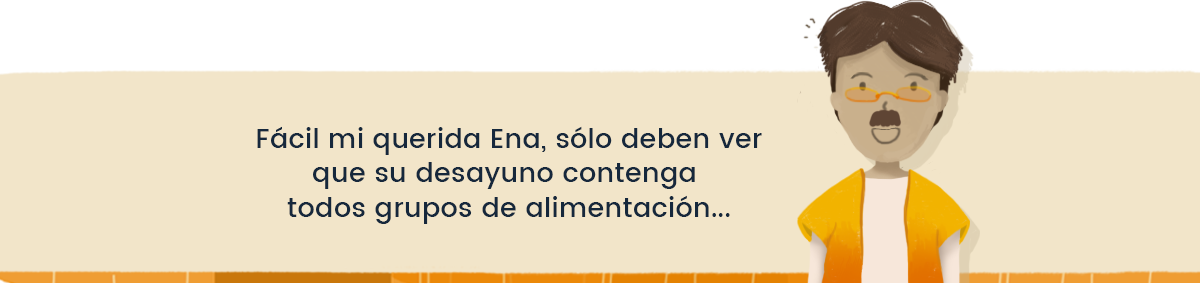 Fácil mi querida Ena, sólo deben ver
que su desayuno contenga
todos grupos de alimentación...